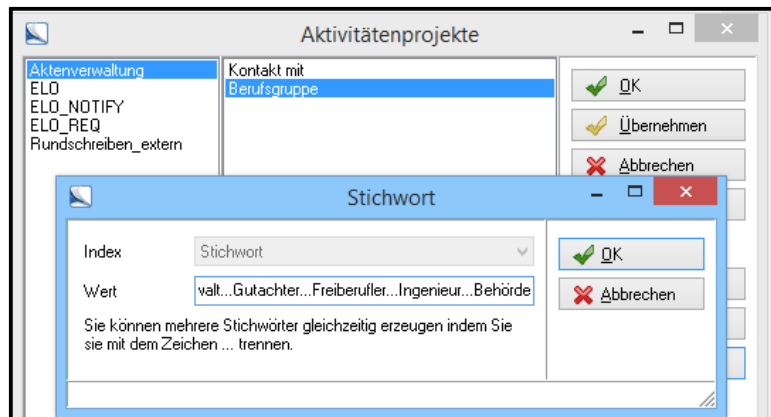 Aktivitätenprojekte
Aktenverwaltung
ELO
ELO_NOTIFY
ELO_REQ
Rundschreiben_extern
Kontakt mit
Berufsgruppe
OK
Übernehmen
Abbrechen
Stichwort
Index
Stichwort
Wert
valt...Gutachter...Freiberufler...Ingenieur...Behörde
Sie können mehrere Stichwörter gleichzeitig erzeugen indem Sie
sie mit dem Zeichen ... trennen.
OK
Abbrechen